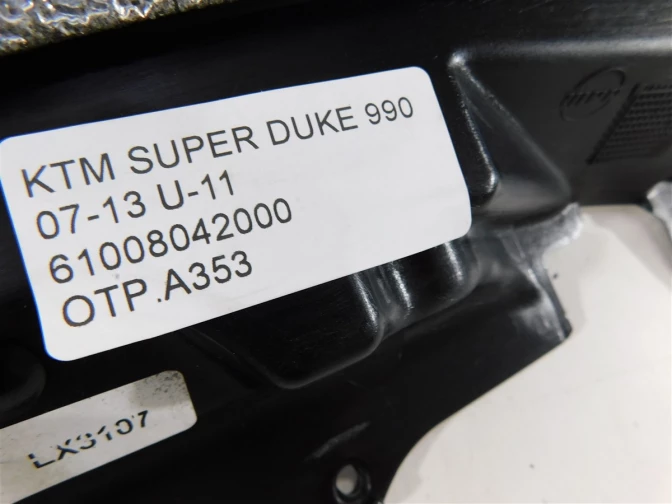 KTM SUPER DUKE 990
07-13 U-11
61008042000
OTP.A353
LX3107